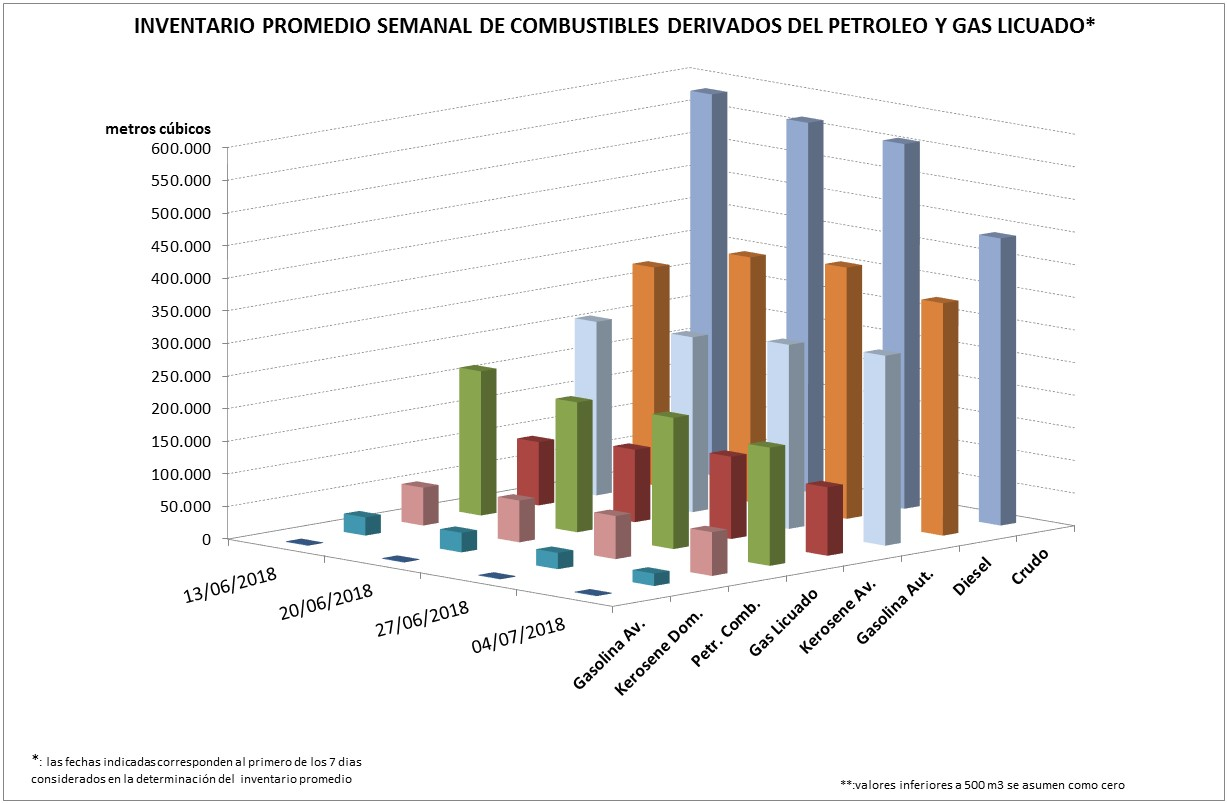 INVENTARIO PROMEDIO SEMANAL DE COMBUSTIBLES DERIVADOS DEL PETROLEO Y GAS LICUADO*
metros cúbicos
600.000
550.000
500.000
450.000
400.000
350.000
300.000
250.000
200.000
150.000
100.000
50.000
0
13/06/2018
20/06/2018
27/06/2018
04/07/2018
Gasolina Av.
Kerosene Dom.
Petr. Comb.
Gas Licuado
Kerosene Av.
Gasolina Aut.
Diesel
Crudo
*: las fechas indicadas corresponden al primero de los 7 dias
considerados en la determinación del inventario promedio
**:valores inferiores a 500 m3 se asumen como cero